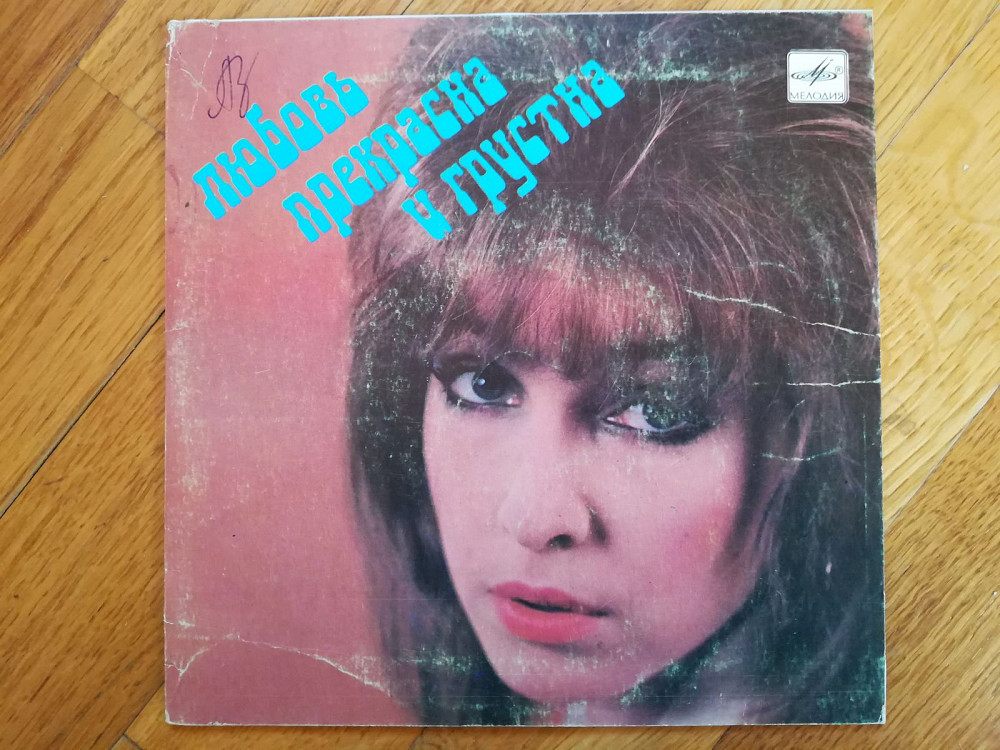 любовь
прекрасна
и грустна
МЕЛОДИЯ